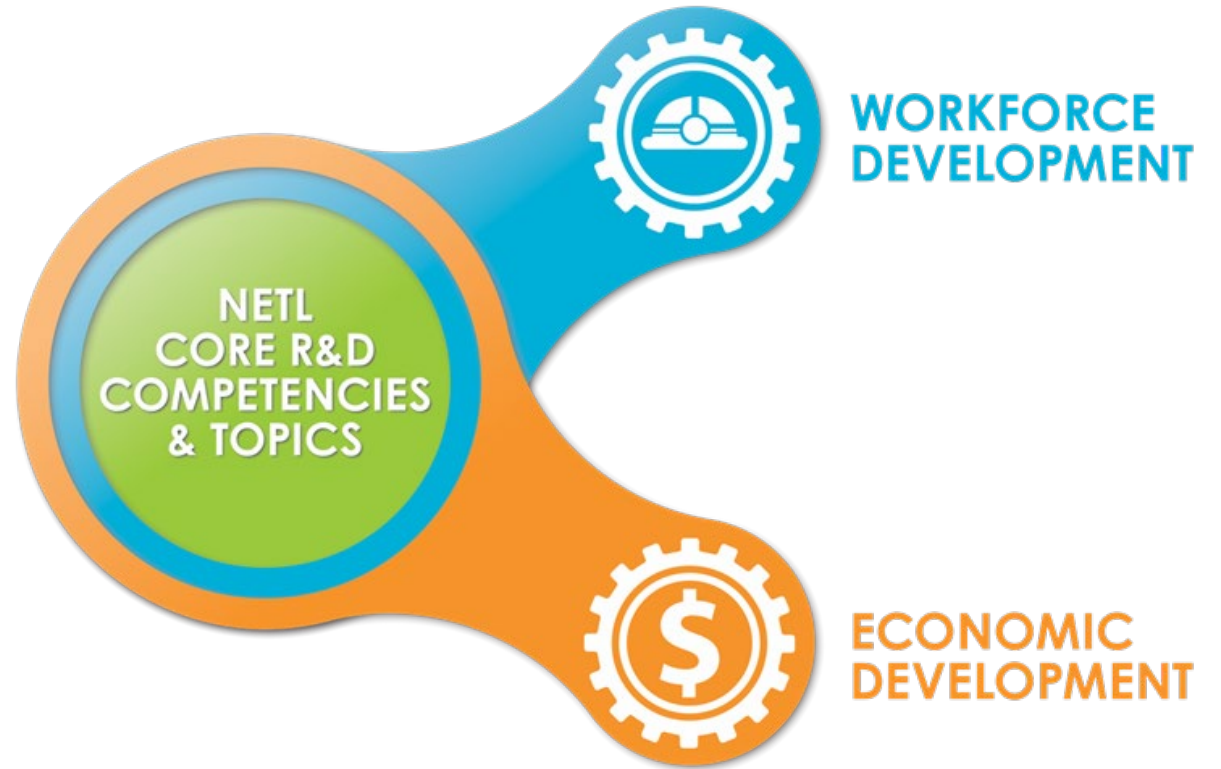 NETL
CORE R&D
COMPETENCIES
& TOPICS
WORKFORCE
DEVELOPMENT
$
ECONOMIC
DEVELOPMENT